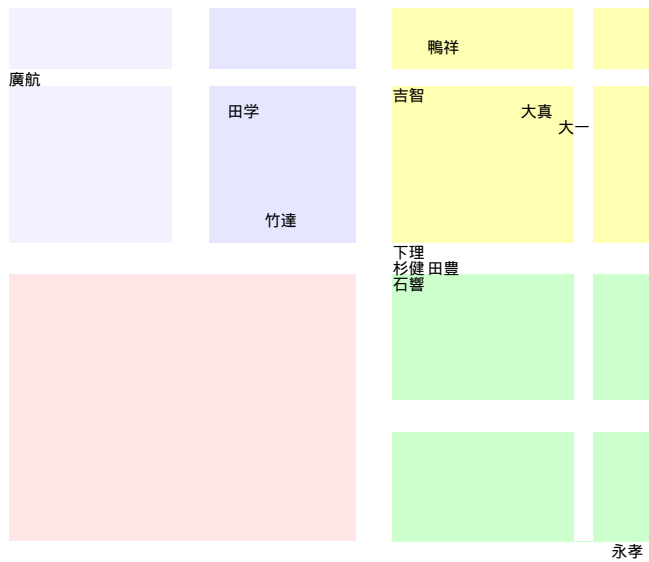 鴨祥
廣航
吉智
田学
大真
大一
竹達
下理
杉健 田豊
石響
永孝